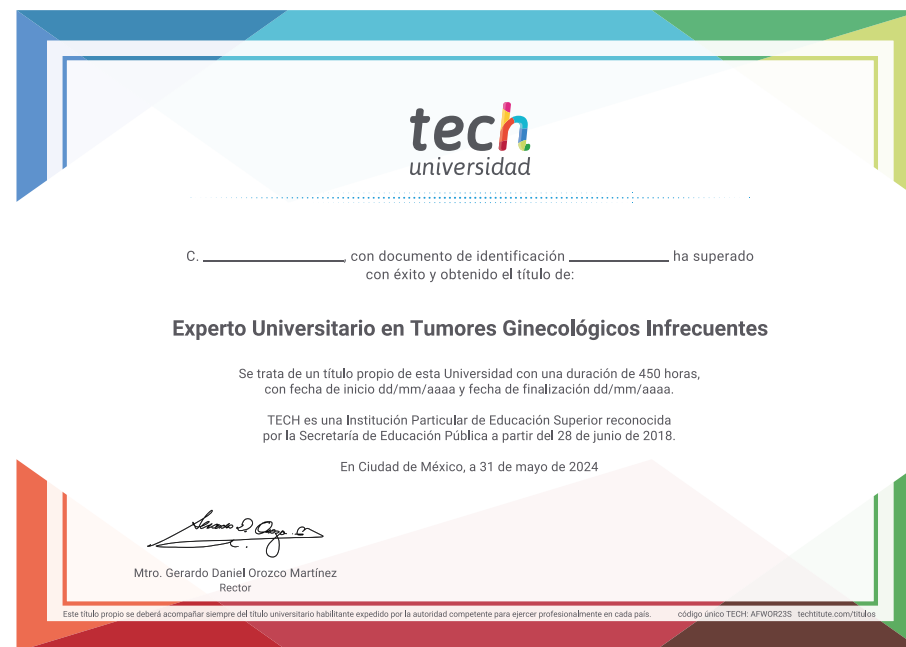 tech
universidad
C. ____________, con documento de identificación ____________ ha superado
con éxito y obtenido el título de:
Experto Universitario en Tumores Ginecológicos Infrecuentes
Se trata de un título propio de esta Universidad con una duración de 450 horas,
con fecha de inicio dd/mm/aaaa y fecha de finalización dd/mm/aaaa.
TECH es una Institución Particular de Educación Superior reconocida
por la Secretaría de Educación Pública a partir del 28 de junio de 2018.
En Ciudad de México, a 31 de mayo de 2024
Mtro. Gerardo Daniel Orozco Martínez
Rector
Este título propio se deberá acompañar siempre del título universitario habilitante expedido por la autoridad competente para ejercer profesionalmente en cada país. código único TECH: AFWOR23S techtitute.com/titulos